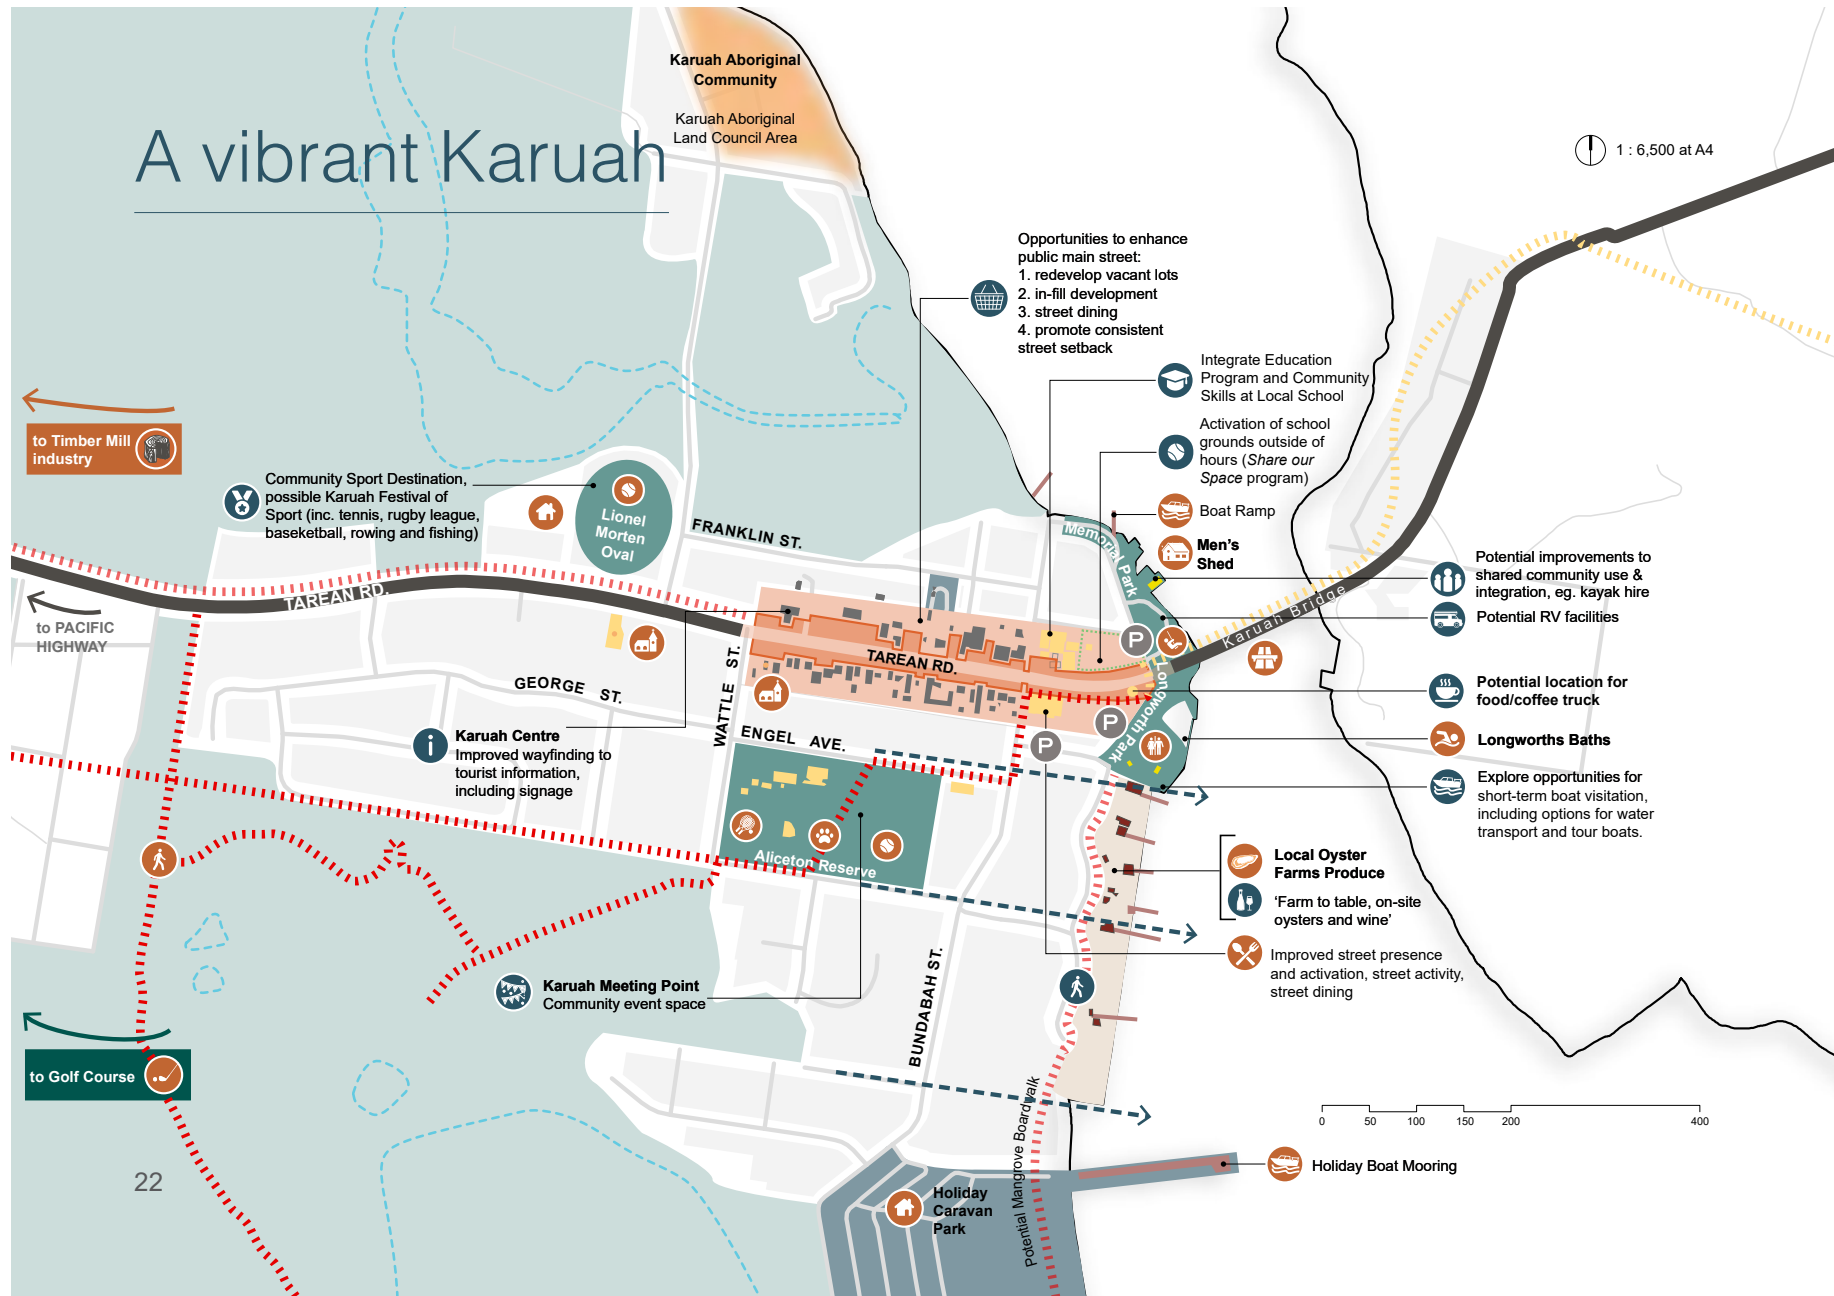 A vibrant Karuah
Karuah Aboriginal
Community
Karuah Aboriginal
Land Council Area
1 : 6,500 at A4
Opportunities to enhance
public main street:
1. redevelop vacant lots
2. in-fill development
3. street dining
4. promote consistent
street setback
Integrate Education
Program and Community
Skills at Local School
Activation of school
grounds outside of
hours (Share our
Space program)
Boat Ramp
Men's
Shed
to Timber Mill
industry
Community Sport Destination,
possible Karuah Festival of
Sport (inc. tennis, rugby league,
baseketball, rowing and fishing)
Lionel
Morten
Oval
FRANKLIN ST.
Memorial Park
Potential improvements to
shared community use &
integration, eg. kayak hire
Potential RV facilities
Karuah Bridge
TAREAN RD.
to PACIFIC
HIGHWAY
P
TAREAN RD.
WATTLE ST.
GEORGE ST.
Longworth Park
Potential location for
food/coffee truck
P
P
ENGEL AVE.
Longworths Baths
i
Karuah Centre
Improved wayfinding to
tourist information,
including signage
Explore opportunities for
short-term boat visitation,
including options for water
transport and tour boats.
Aliceton Reserve
Local Oyster
Farms Produce
'Farm to table, on-site
oysters and wine'
Improved street presence
and activation, street activity,
street dining
Karuah Meeting Point
Community event space
BUNDABAH ST.
to Golf Course
Potential Mangrove Boardwalk
0 50 100 150 200 400
Holiday Boat Mooring
Holiday
Caravan
Park
22